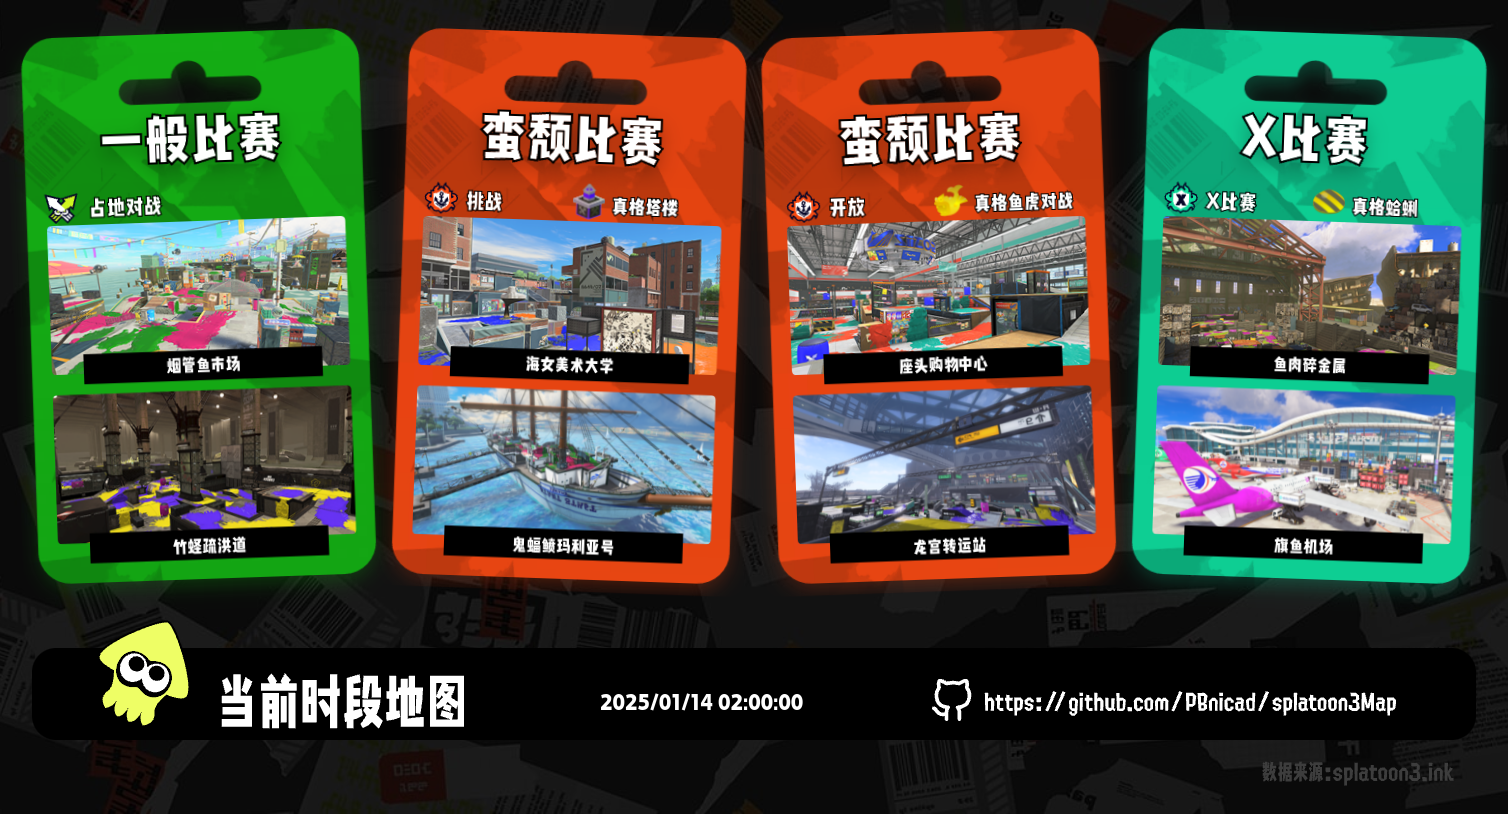 一般比赛
占地对战
烟管鱼市场
竹蛏疏洪道
蛮颓比赛
挑战
真格塔楼
海女美术大学
鬼蝠鲼玛利亚号
蛮颓比赛
开放
真格鱼虎对战
座头购物中心
龙宫转运站
X比赛
X比赛
真格蛤蜊
鱼肉碎金属
旗鱼机场
当前时段地图
2025/01/14 02:00:00
https://github.com/PBnicad/splatoon3Map
数据来源:splatoon3.ink